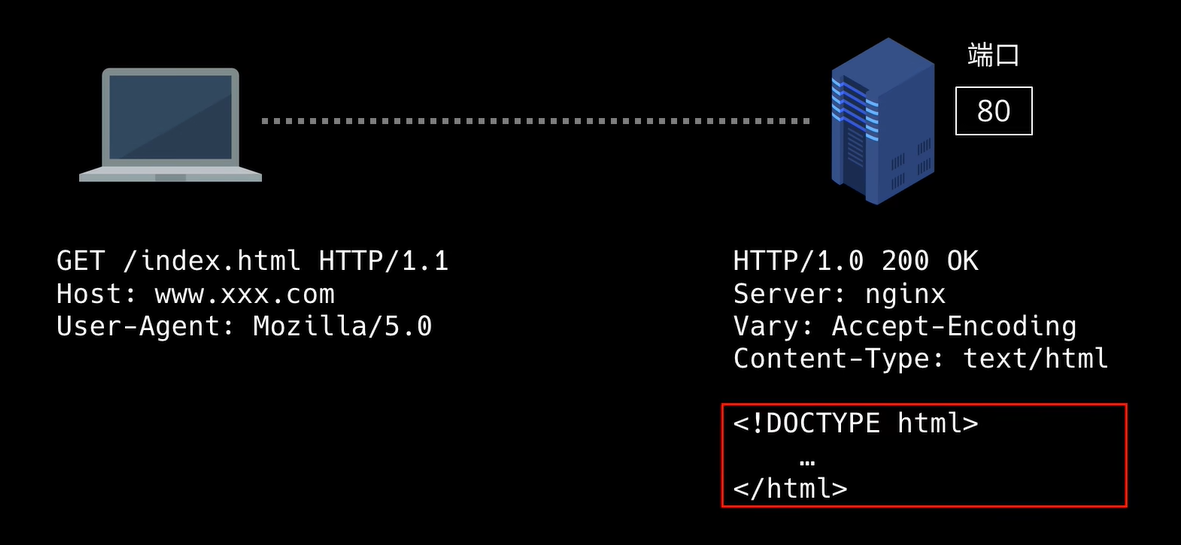 端口
80
GET /index.html HTTP/1.1
Host: www.xxx.com
User-Agent: Mozilla/5.0
HTTP/1.0 200 OK
Server: nginx
Vary: Accept-Encoding
Content-Type: text/html
<!DOCTYPE html>
…
</html>